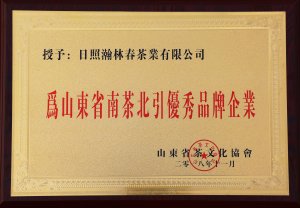 授予：日照瀚林春茶業有限公司
爲山東省南茶北引優秀品牌企業
山東省茶文化協會
二零一八年十一月